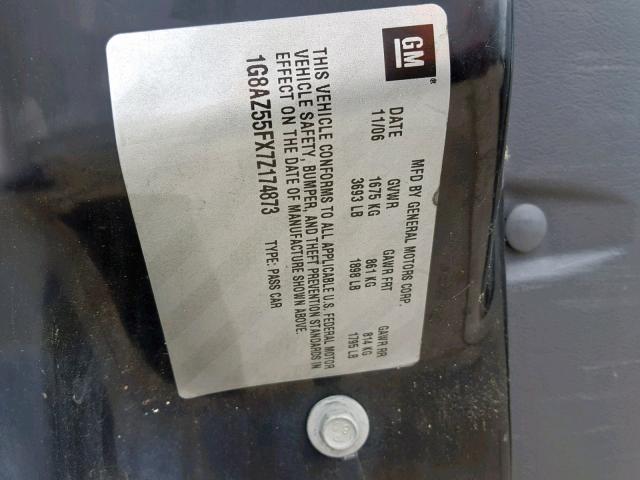 GM®
MFD BY GENERAL MOTORS CORP.
DATE GVWR GAWR FRT GAWR RR
11/06 1675 KG 861 KG 814 KG
3693 LB 1898 LB 1795 LB
THIS VEHICLE CONFORMS TO ALL APPLICABLE U.S. FEDERAL MOTOR
VEHICLE SAFETY, BUMPER, AND THEFT PREVENTION STANDARDS IN
EFFECT ON THE DATE OF MANUFACTURE SHOWN ABOVE.
1G8AZ55FX7Z174873 TYPE: PASS CAR